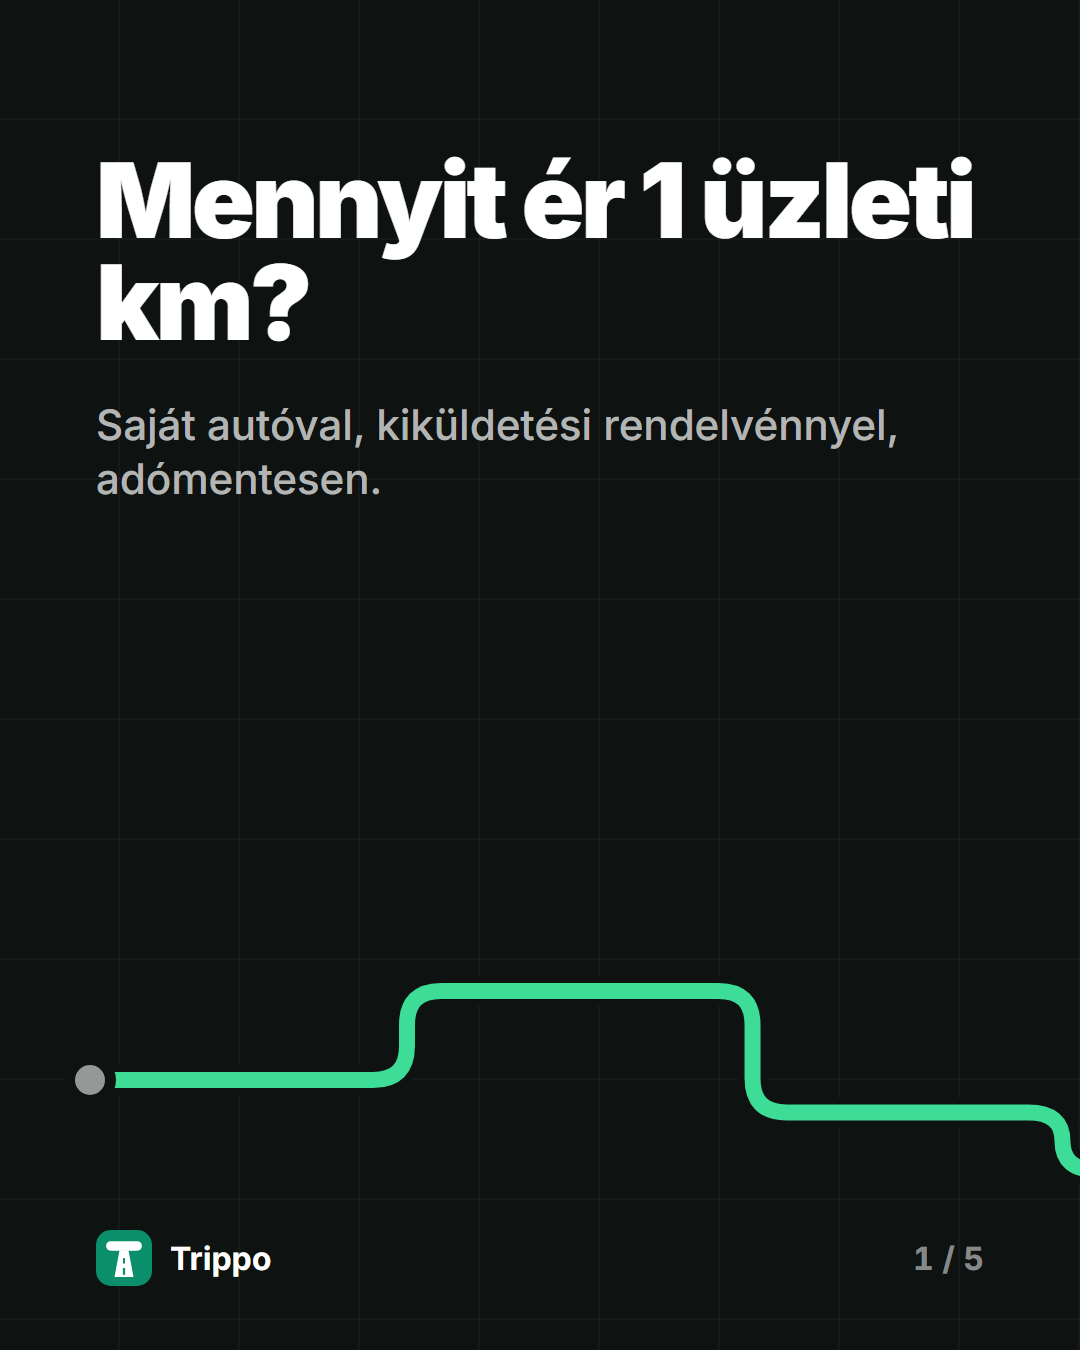 Mennyit ér 1 üzleti
km?
Saját autóval, kiküldetési rendelvénnyel,
adómentesen.
Trippo
1 / 5